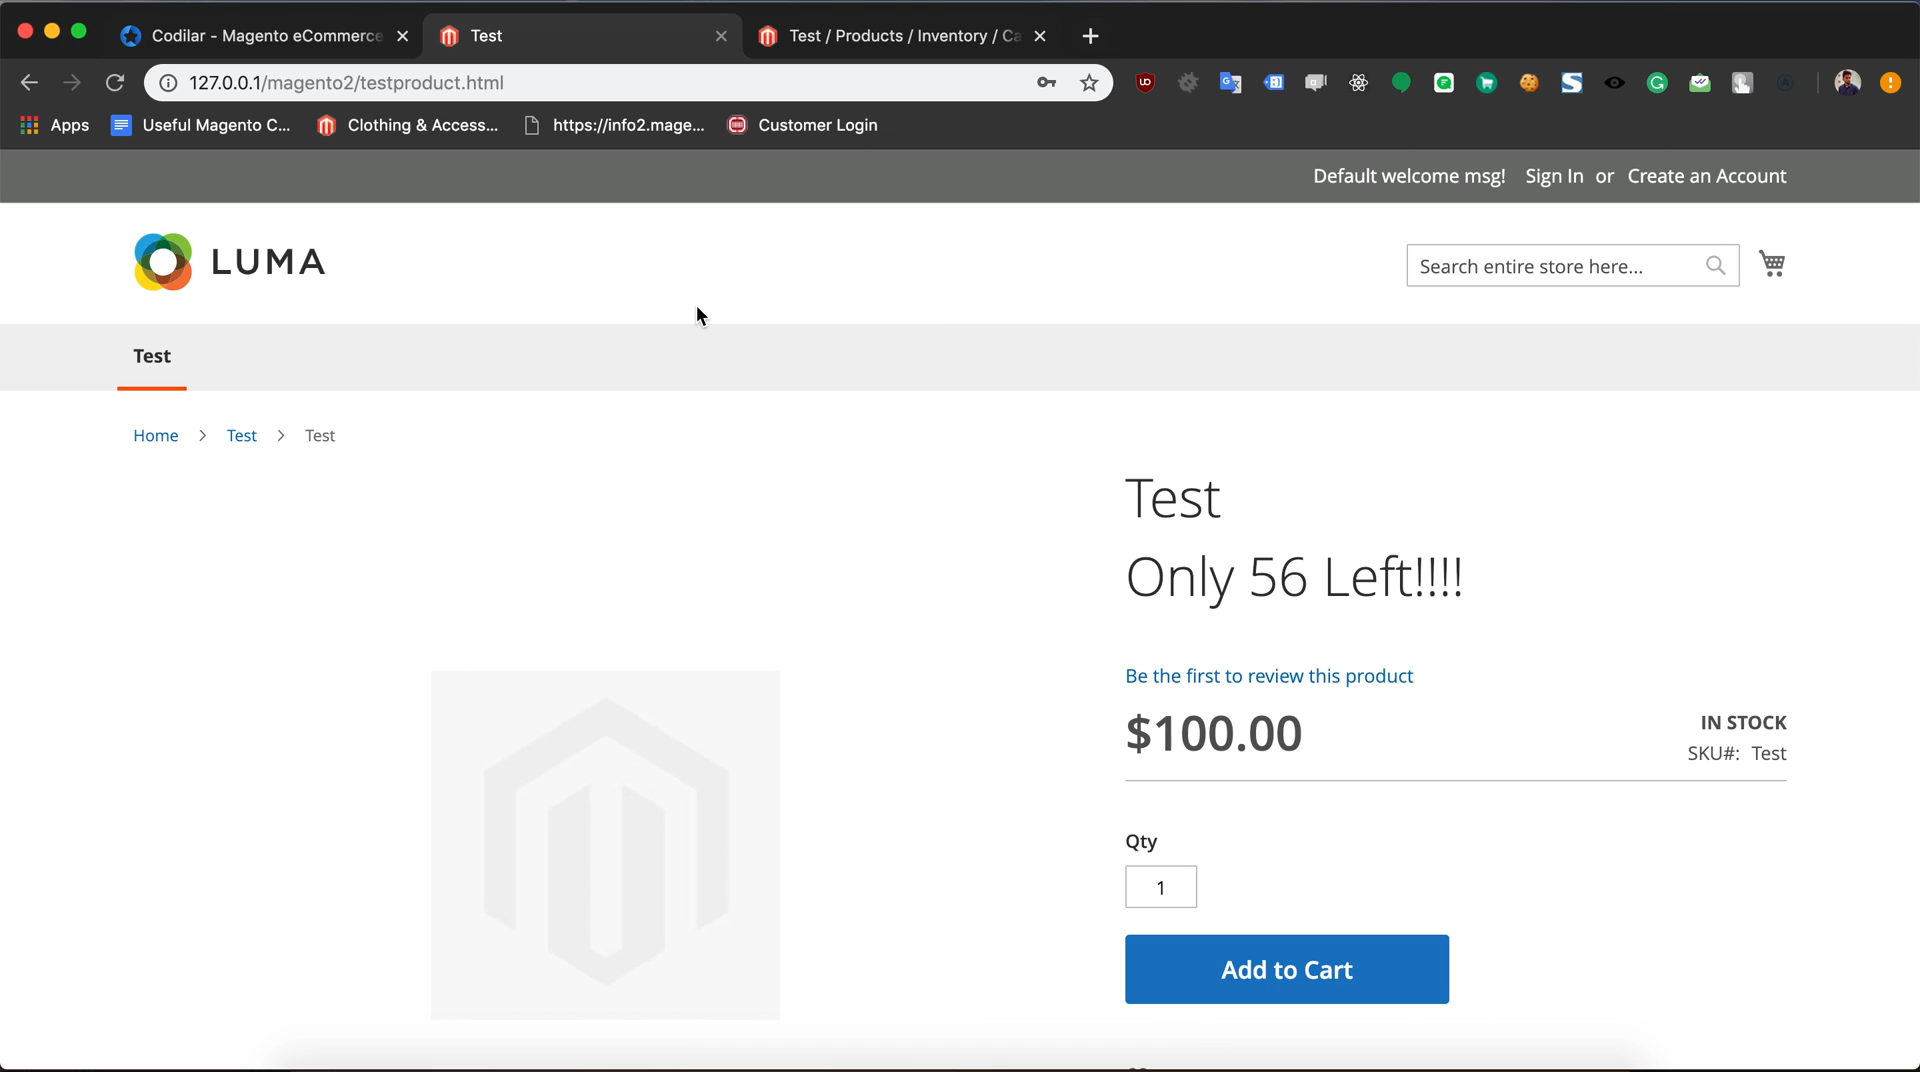 Codilar - Magento eCommerce
Test
Test / Products / Inventory / Ca
127.0.0.1/magento2/testproduct.html
Apps
Useful Magento C...
Clothing & Access...
https://info2.mage...
Customer Login
Default welcome msg! Sign In or Create an Account
LUMA
Search entire store here...
Test
Home > Test > Test
Test
Only 56 Left!!!!
Be the first to review this product
$100.00
IN STOCK
SKU#: Test
Qty
1
Add to Cart